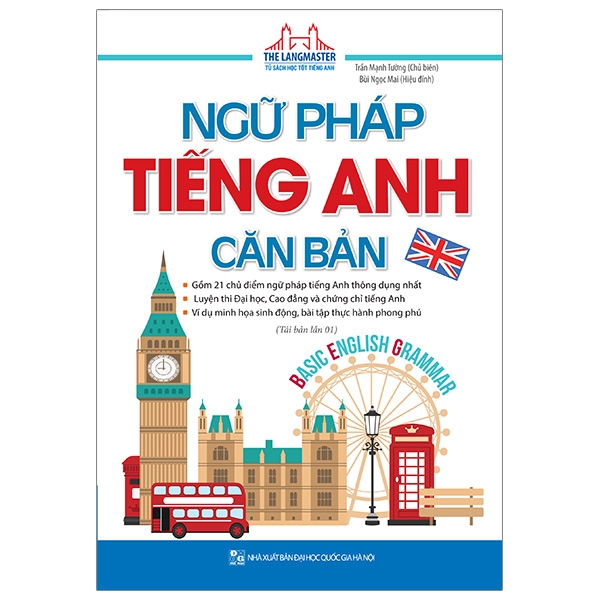 THE LANGMASTER
TỦ SÁCH HỌC TỐT TIẾNG ANH
Trần Mạnh Tường (Chủ biên)
Bùi Ngọc Mai (Hiệu đính)
NGỮ PHÁP
TIẾNG ANH
CĂN BẢN
Gồm 21 chủ điểm ngữ pháp tiếng Anh thông dụng nhất
Luyện thi Đại học, Cao đẳng và chứng chỉ tiếng Anh
Ví dụ minh họa sinh động, bài tập thực hành phong phú
(Tái bản lần 01)
BASIC ENGLISH GRAMMAR
NHÀ XUẤT BẢN ĐẠI HỌC QUỐC GIA HÀ NỘI